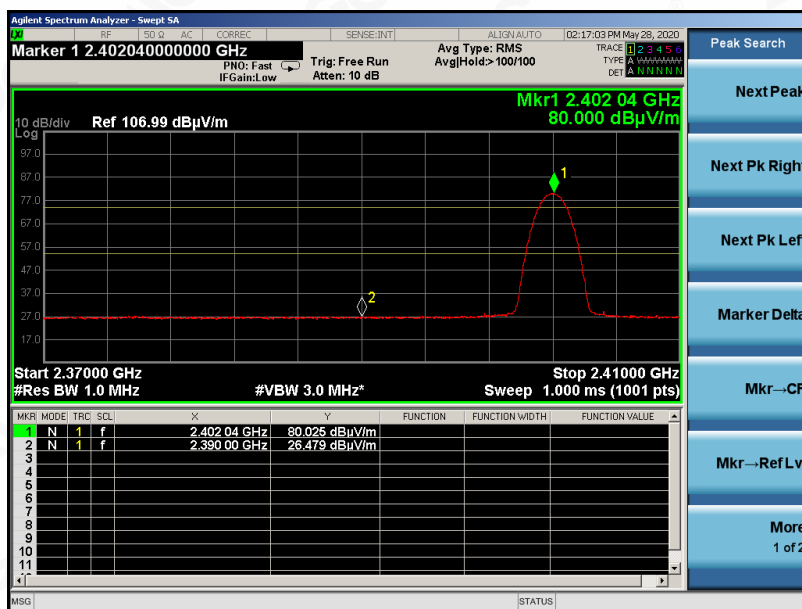 Agilent Spectrum Analyzer - Swept SA
LXI RF 50 Ω AC CORREC SENSE:INT ALIGN AUTO 02:17:03 PM May 28, 2020
Marker 1 2.402040000000 GHz
PNO: Fast
IFGain:Low
Trig: Free Run
Atten: 10 dB
Avg Type: RMS
Avg|Hold:>100/100
TRACE 1 2 3 4 5 6
TYPE A WWWWW
DET A N N N N N
Peak Search
Mkr1 2.402 04 GHz
80.000 dBµV/m
10 dB/div Ref 106.99 dBµV/m
Log
97.0
87.0
77.0
67.0
57.0
47.0
37.0
27.0
17.0
1
2
Start 2.37000 GHz Stop 2.41000 GHz
#Res BW 1.0 MHz #VBW 3.0 MHz* Sweep 1.000 ms (1001 pts)
MKR MODE TRC SCL X Y FUNCTION FUNCTION WIDTH FUNCTION VALUE
1 N 1 f 2.402 04 GHz 80.025 dBµV/m
2 N 1 f 2.390 00 GHz 26.479 dBµV/m
3
4
5
6
7
8
9
10
11
Next Peak
Next Pk Right
Next Pk Left
Marker Delta
Mkr→CF
Mkr→Ref Lv
More
1 of 2
MSG STATUS